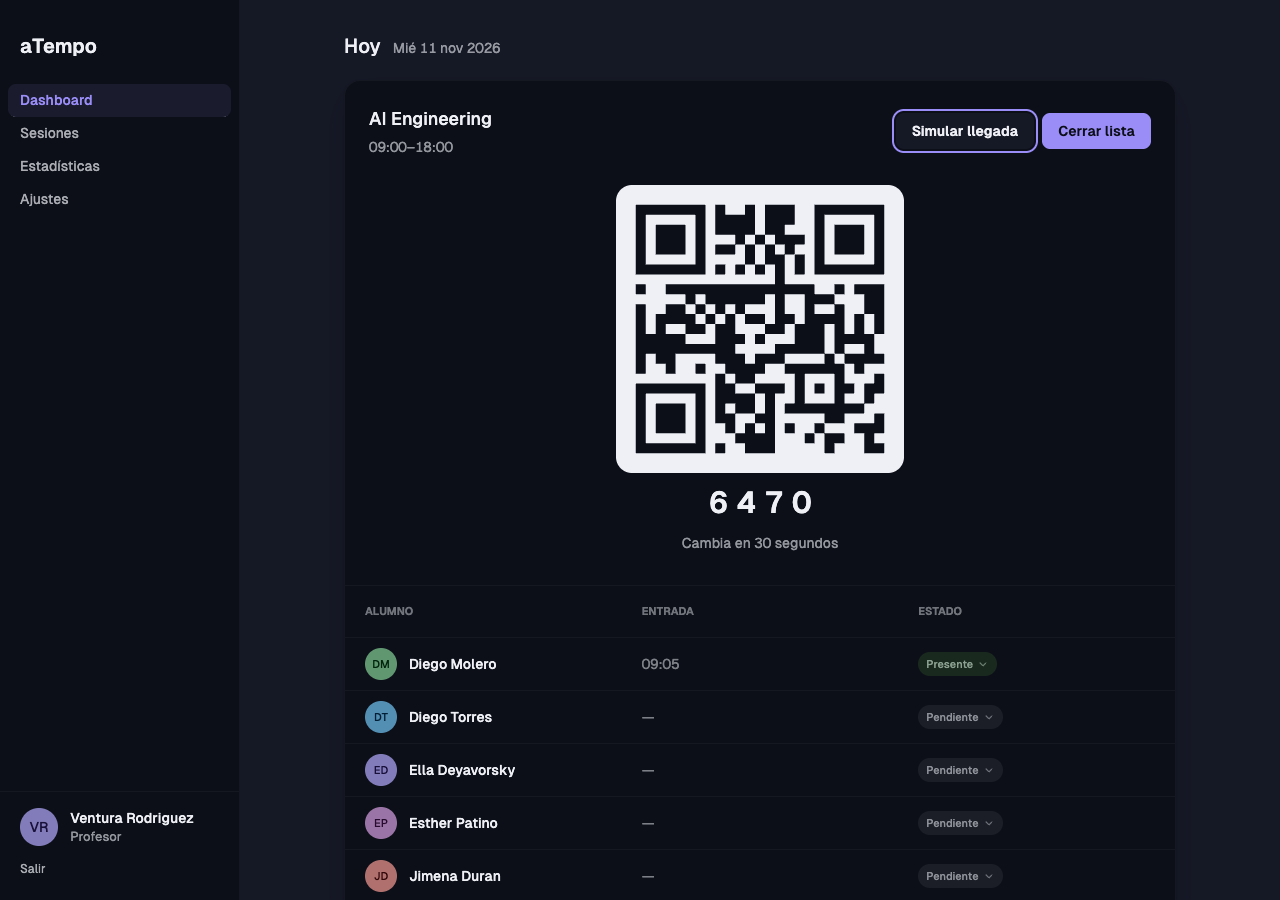 aTempo
Dashboard
Sesiones
Estadísticas
Ajustes
Ventura Rodriguez
Profesor
VR
Salir
Hoy Mié 11 nov 2026
AI Engineering
09:00–18:00
Simular llegada
Cerrar lista
6470
Cambia en 30 segundos
ALUMNO ENTRADA ESTADO
DM Diego Molero 09:05 Presente
DT Diego Torres — Pendiente
ED Ella Deyavorsky — Pendiente
EP Esther Patino — Pendiente
JD Jimena Duran — Pendiente